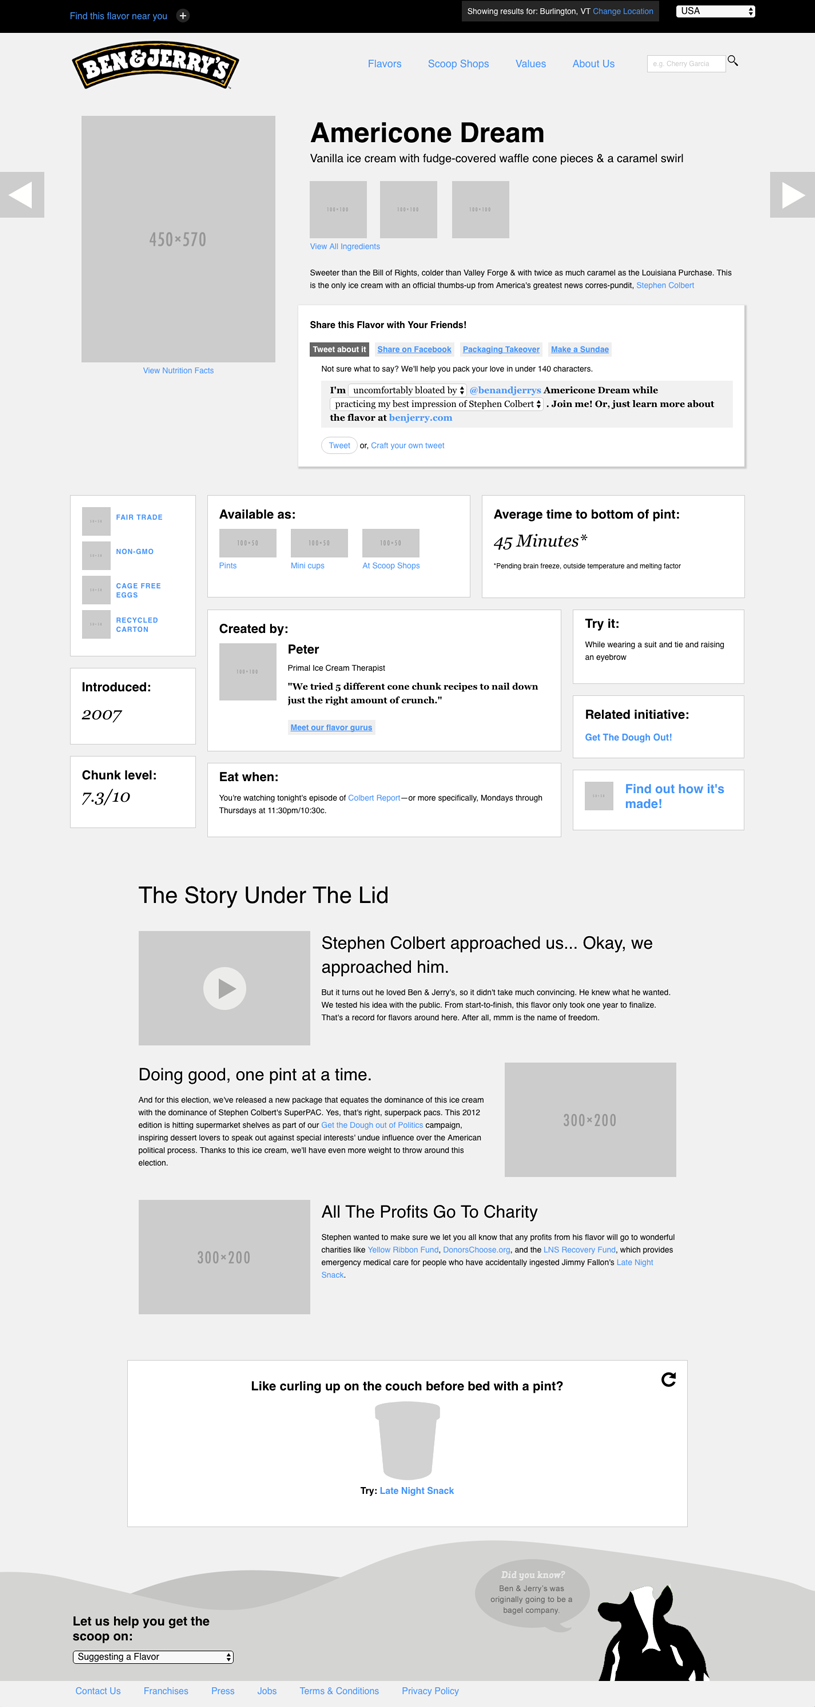 Find this flavor near you +
Showing results for: Burlington, VT Change Location
USA
BEN & JERRY'S
Flavors Scoop Shops Values About Us
e.g. Cherry Garcia
Americone Dream
Vanilla ice cream with fudge-covered waffle cone pieces & a caramel swirl
450×570
100×100 100×100 100×100
View All Ingredients
Sweeter than the Bill of Rights, colder than Valley Forge & with twice as much caramel as the Louisiana Purchase. This
is the only ice cream with an official thumbs-up from America's greatest news corres-pundit, Stephen Colbert
View Nutrition Facts
Share this Flavor with Your Friends!
Tweet about it Share on Facebook Packaging Takeover Make a Sundae
Not sure what to say? We'll help you pack your love in under 140 characters.
I'm uncomfortably bloated by @benandjerrys Americone Dream while
practicing my best impression of Stephen Colbert . Join me! Or, just learn more about
the flavor at benjerry.com
Tweet or, Craft your own tweet
FAIR TRADE
NON-GMO
CAGE FREE
EGGS
RECYCLED
CARTON
Available as:
100×50 100×50 100×50
Pints Mini cups At Scoop Shops
Average time to bottom of pint:
45 Minutes*
*Pending brain freeze, outside temperature and melting factor
Introduced:
2007
Chunk level:
7.3/10
Created by:
100×100
Peter
Primal Ice Cream Therapist
"We tried 5 different cone chunk recipes to nail down
just the right amount of crunch."
Meet our flavor gurus
Eat when:
You're watching tonight's episode of Colbert Report—or more specifically, Mondays through
Thursdays at 11:30pm/10:30c.
Try it:
While wearing a suit and tie and raising
an eyebrow
Related initiative:
Get The Dough Out!
Find out how it's
made!
The Story Under The Lid
Stephen Colbert approached us... Okay, we
approached him.
But it turns out he loved Ben & Jerry's, so it didn't take much convincing. He knew what he wanted.
We tested his idea with the public. From start-to-finish, this flavor only took one year to finalize.
That's a record for flavors around here. After all, mmm is the name of freedom.
Doing good, one pint at a time.
And for this election, we've released a new package that equates the dominance of this ice cream
with the dominance of Stephen Colbert's SuperPAC. Yes, that's right, superpack pacs. This 2012
edition is hitting supermarket shelves as part of our Get the Dough out of Politics campaign,
inspiring dessert lovers to speak out against special interests' undue influence over the American
political process. Thanks to this ice cream, we'll have even more weight to throw around this
election.
300×200
300×200
All The Profits Go To Charity
Stephen wanted to make sure we let you all know that any profits from his flavor will go to wonderful
charities like Yellow Ribbon Fund, DonorsChoose.org, and the LNS Recovery Fund, which provides
emergency medical care for people who have accidentally ingested Jimmy Fallon's Late Night
Snack.
Like curling up on the couch before bed with a pint?
Try: Late Night Snack
Did you know?
Ben & Jerry's was
originally going to be a
bagel company.
Let us help you get the
scoop on:
Suggesting a Flavor
Contact Us Franchises Press Jobs Terms & Conditions Privacy Policy